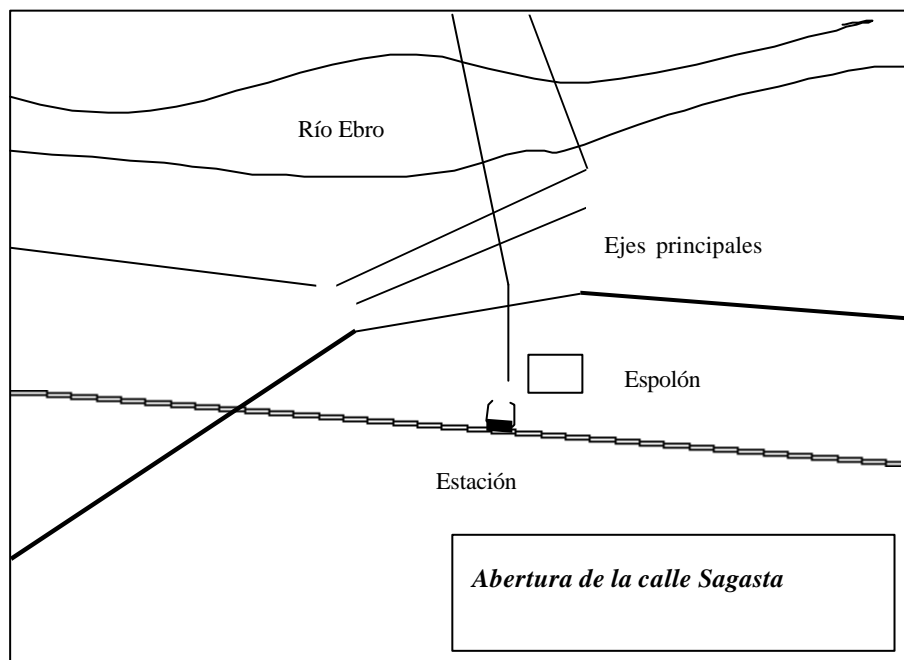 Río Ebro
Ejes principales
Espolón
Estación
Abertura de la calle Sagasta